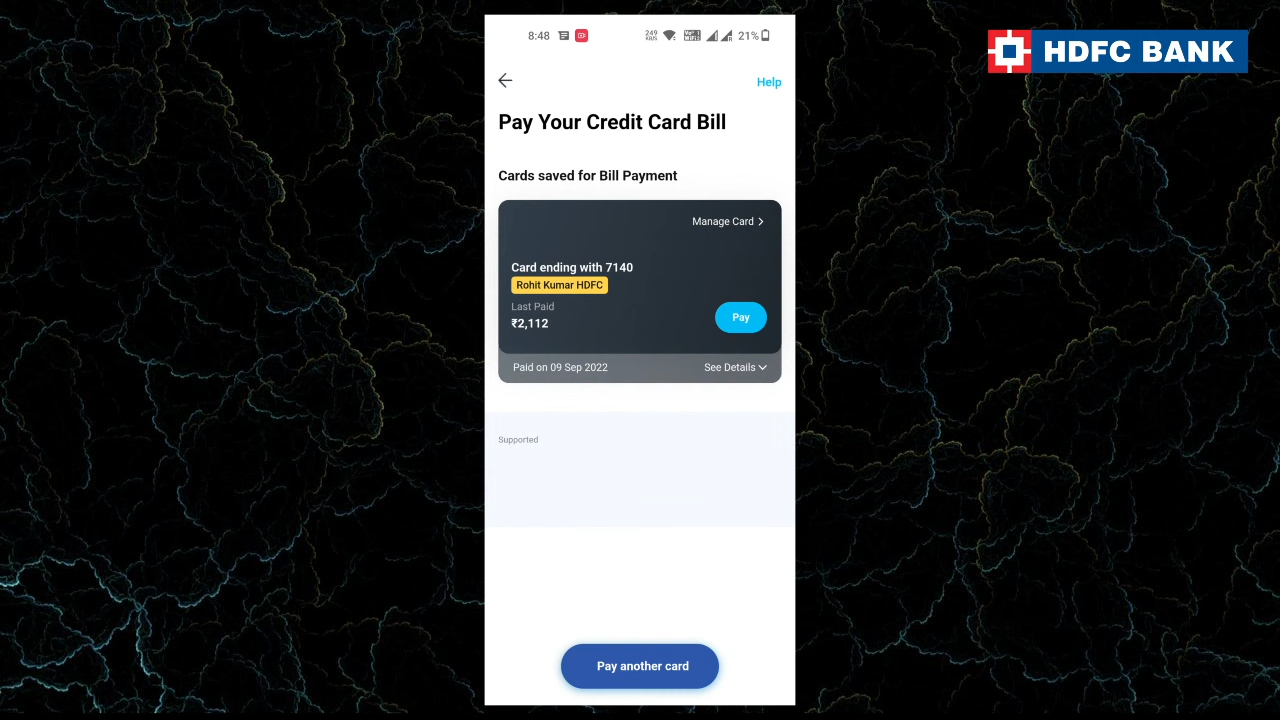 8:48
249 KB/S
21%
HDFC BANK
Help
Pay Your Credit Card Bill
Cards saved for Bill Payment
Manage Card
Card ending with 7140
Rohit Kumar HDFC
Last Paid
₹2,112
Pay
Paid on 09 Sep 2022
See Details
Supported
Pay another card